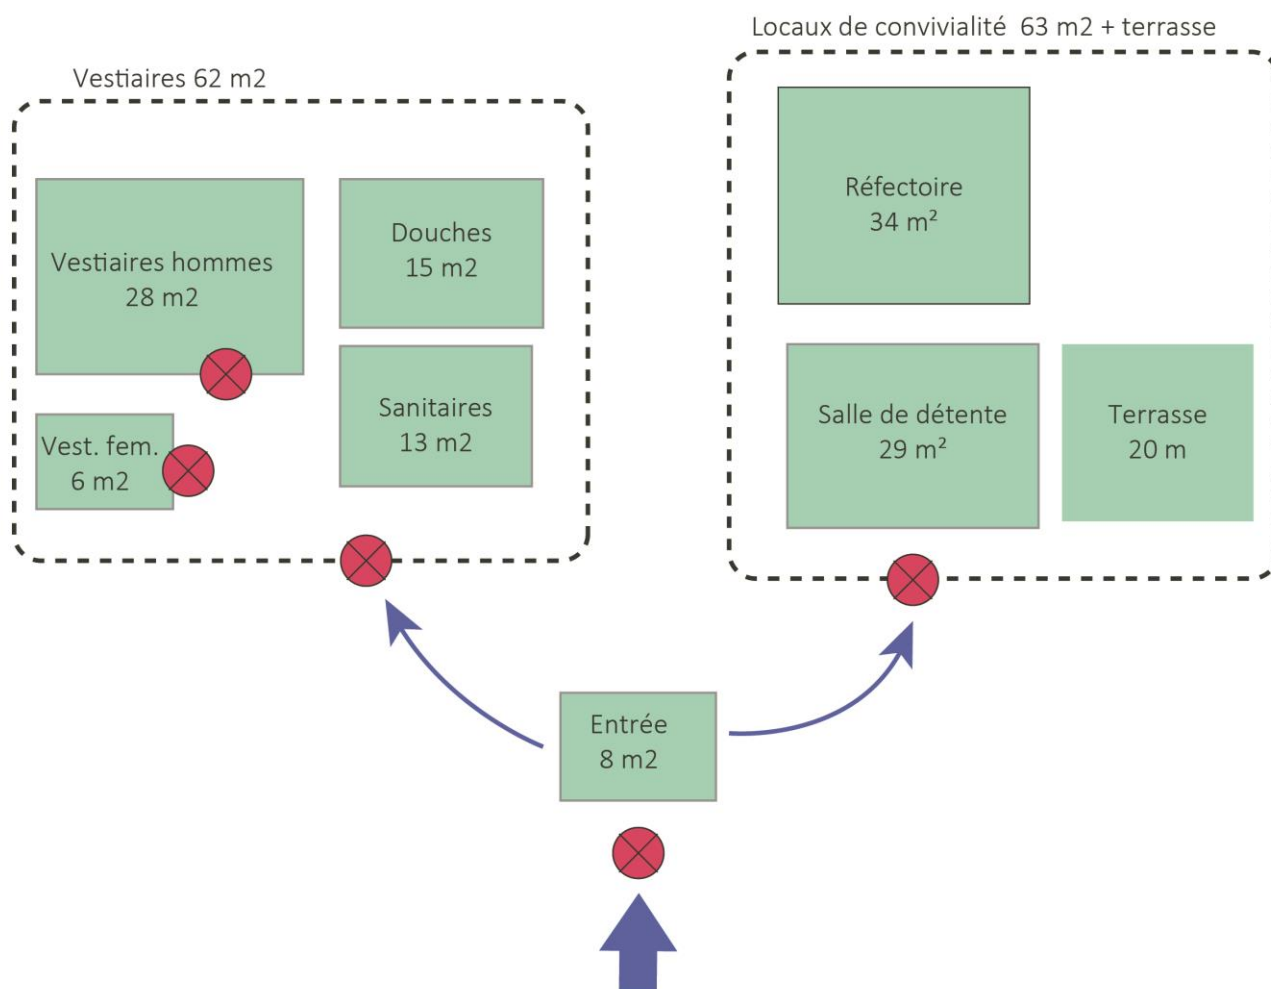 Locaux de convivialité  63 m2 + terrasse
Vestiaires 62 m2
Vestiaires hommes
28 m2
Douches
15 m2
Sanitaires
13 m2
Vest. fem.
6 m2
Réfectoire
34 m²
Salle de détente
29 m²
Terrasse
20 m
Entrée
8 m2